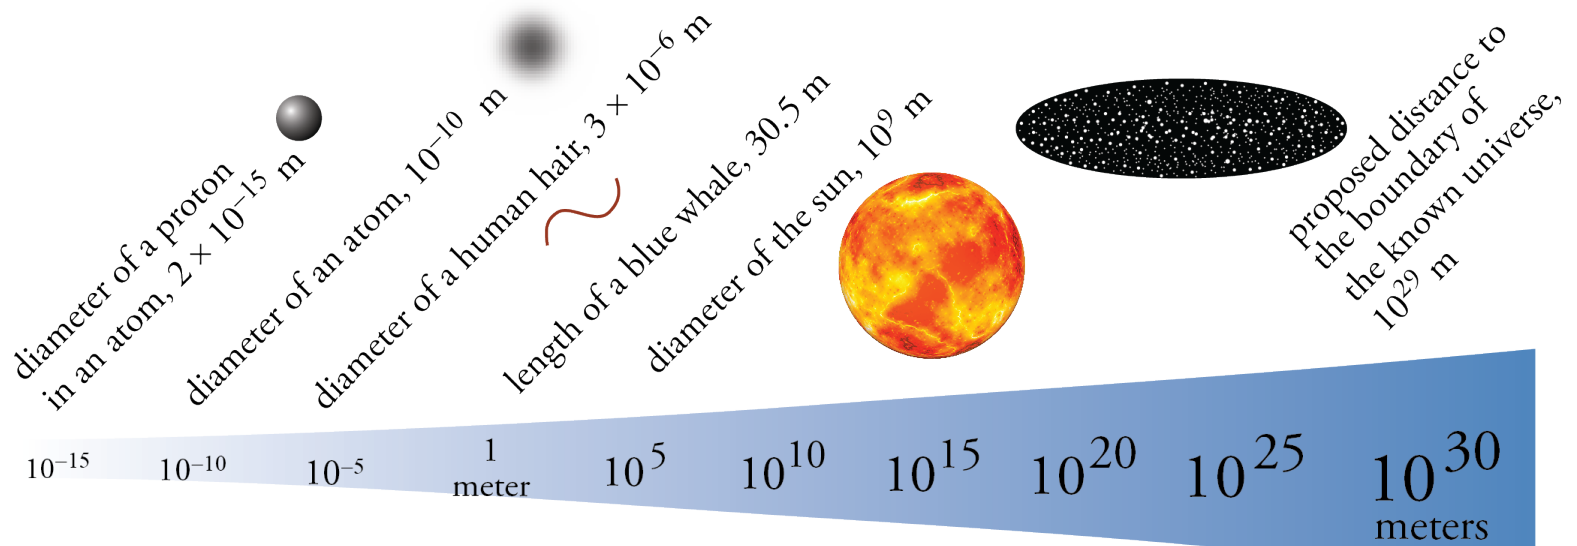 diameter of a proton
in an atom, 2 × 10⁻¹⁵ m
diameter of an atom, 10⁻¹⁰ m
diameter of a human hair, 3 × 10⁻⁶ m
length of a blue whale, 30.5 m
diameter of the sun, 10⁹ m
proposed distance to
the boundary of
the known universe,
10²⁹ m
10⁻¹⁵
10⁻¹⁰
10⁻⁵
1
meter
10⁵
10¹⁰
10¹⁵
10²⁰
10²⁵
10³⁰
meters